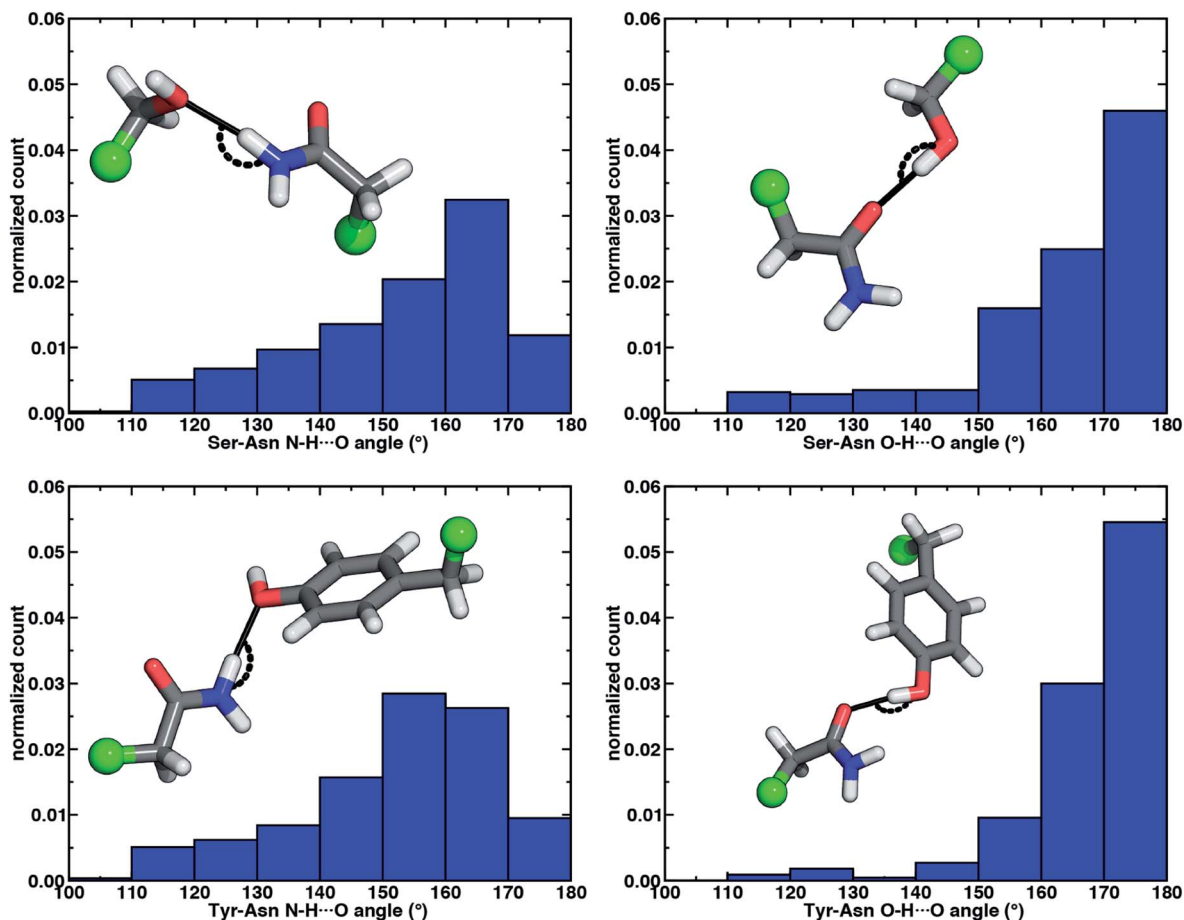 0.06
0.05
0.04
0.03
0.02
0.01
0.00
normalized count
100 110 120 130 140 150 160 170 180
Ser-Asn N-H···O angle (°)
0.06
0.05
0.04
0.03
0.02
0.01
0.00
normalized count
100 110 120 130 140 150 160 170 180
Ser-Asn O-H···O angle (°)
0.06
0.05
0.04
0.03
0.02
0.01
0.00
normalized count
100 110 120 130 140 150 160 170 180
Tyr-Asn N-H···O angle (°)
0.06
0.05
0.04
0.03
0.02
0.01
0.00
normalized count
100 110 120 130 140 150 160 170 180
Tyr-Asn O-H···O angle (°)